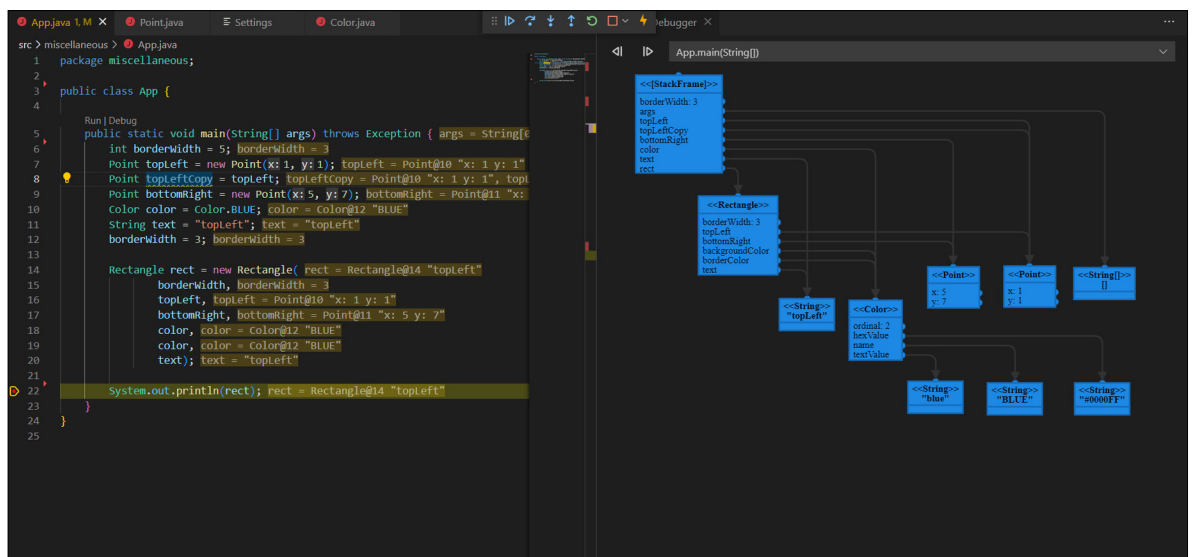 App.java 1, M
Point.java
Settings
Color.java
Debugger
src > miscellaneous > App.java
App.main(String[])
1 package miscellaneous;
2
3 public class App {
4
Run | Debug
5 public static void main(String[] args) throws Exception { args = String[0
6 int borderWidth = 5; borderWidth = 3
7 Point topLeft = new Point(x: 1, y: 1); topLeft = Point@10 "x: 1 y: 1"
8 Point topLeftCopy = topLeft; topLeftCopy = Point@10 "x: 1 y: 1", topL
9 Point bottomRight = new Point(x: 5, y: 7); bottomRight = Point@11 "x:
10 Color color = Color.BLUE; color = Color@12 "BLUE"
11 String text = "topLeft"; text = "topLeft"
12 borderWidth = 3; borderWidth = 3
13
14 Rectangle rect = new Rectangle( rect = Rectangle@14 "topLeft"
15 borderWidth, borderWidth = 3
16 topLeft, topLeft = Point@10 "x: 1 y: 1"
17 bottomRight, bottomRight = Point@11 "x: 5 y: 7"
18 color, color = Color@12 "BLUE"
19 color, color = Color@12 "BLUE"
20 text); text = "topLeft"
21
22 System.out.println(rect); rect = Rectangle@14 "topLeft"
23 }
24 }
25
<<[StackFrame]>>
borderWidth: 3
args
topLeft
topLeftCopy
bottomRight
color
text
rect
<<Rectangle>>
borderWidth: 3
topLeft
bottomRight
backgroundColor
borderColor
text
<<Point>>
x: 5
y: 7
<<Point>>
x: 1
y: 1
<<String[]>>
[]
<<String>>
"topLeft"
<<Color>>
ordinal: 2
hexValue
name
textValue
<<String>>
"blue"
<<String>>
"BLUE"
<<String>>
"#0000FF"